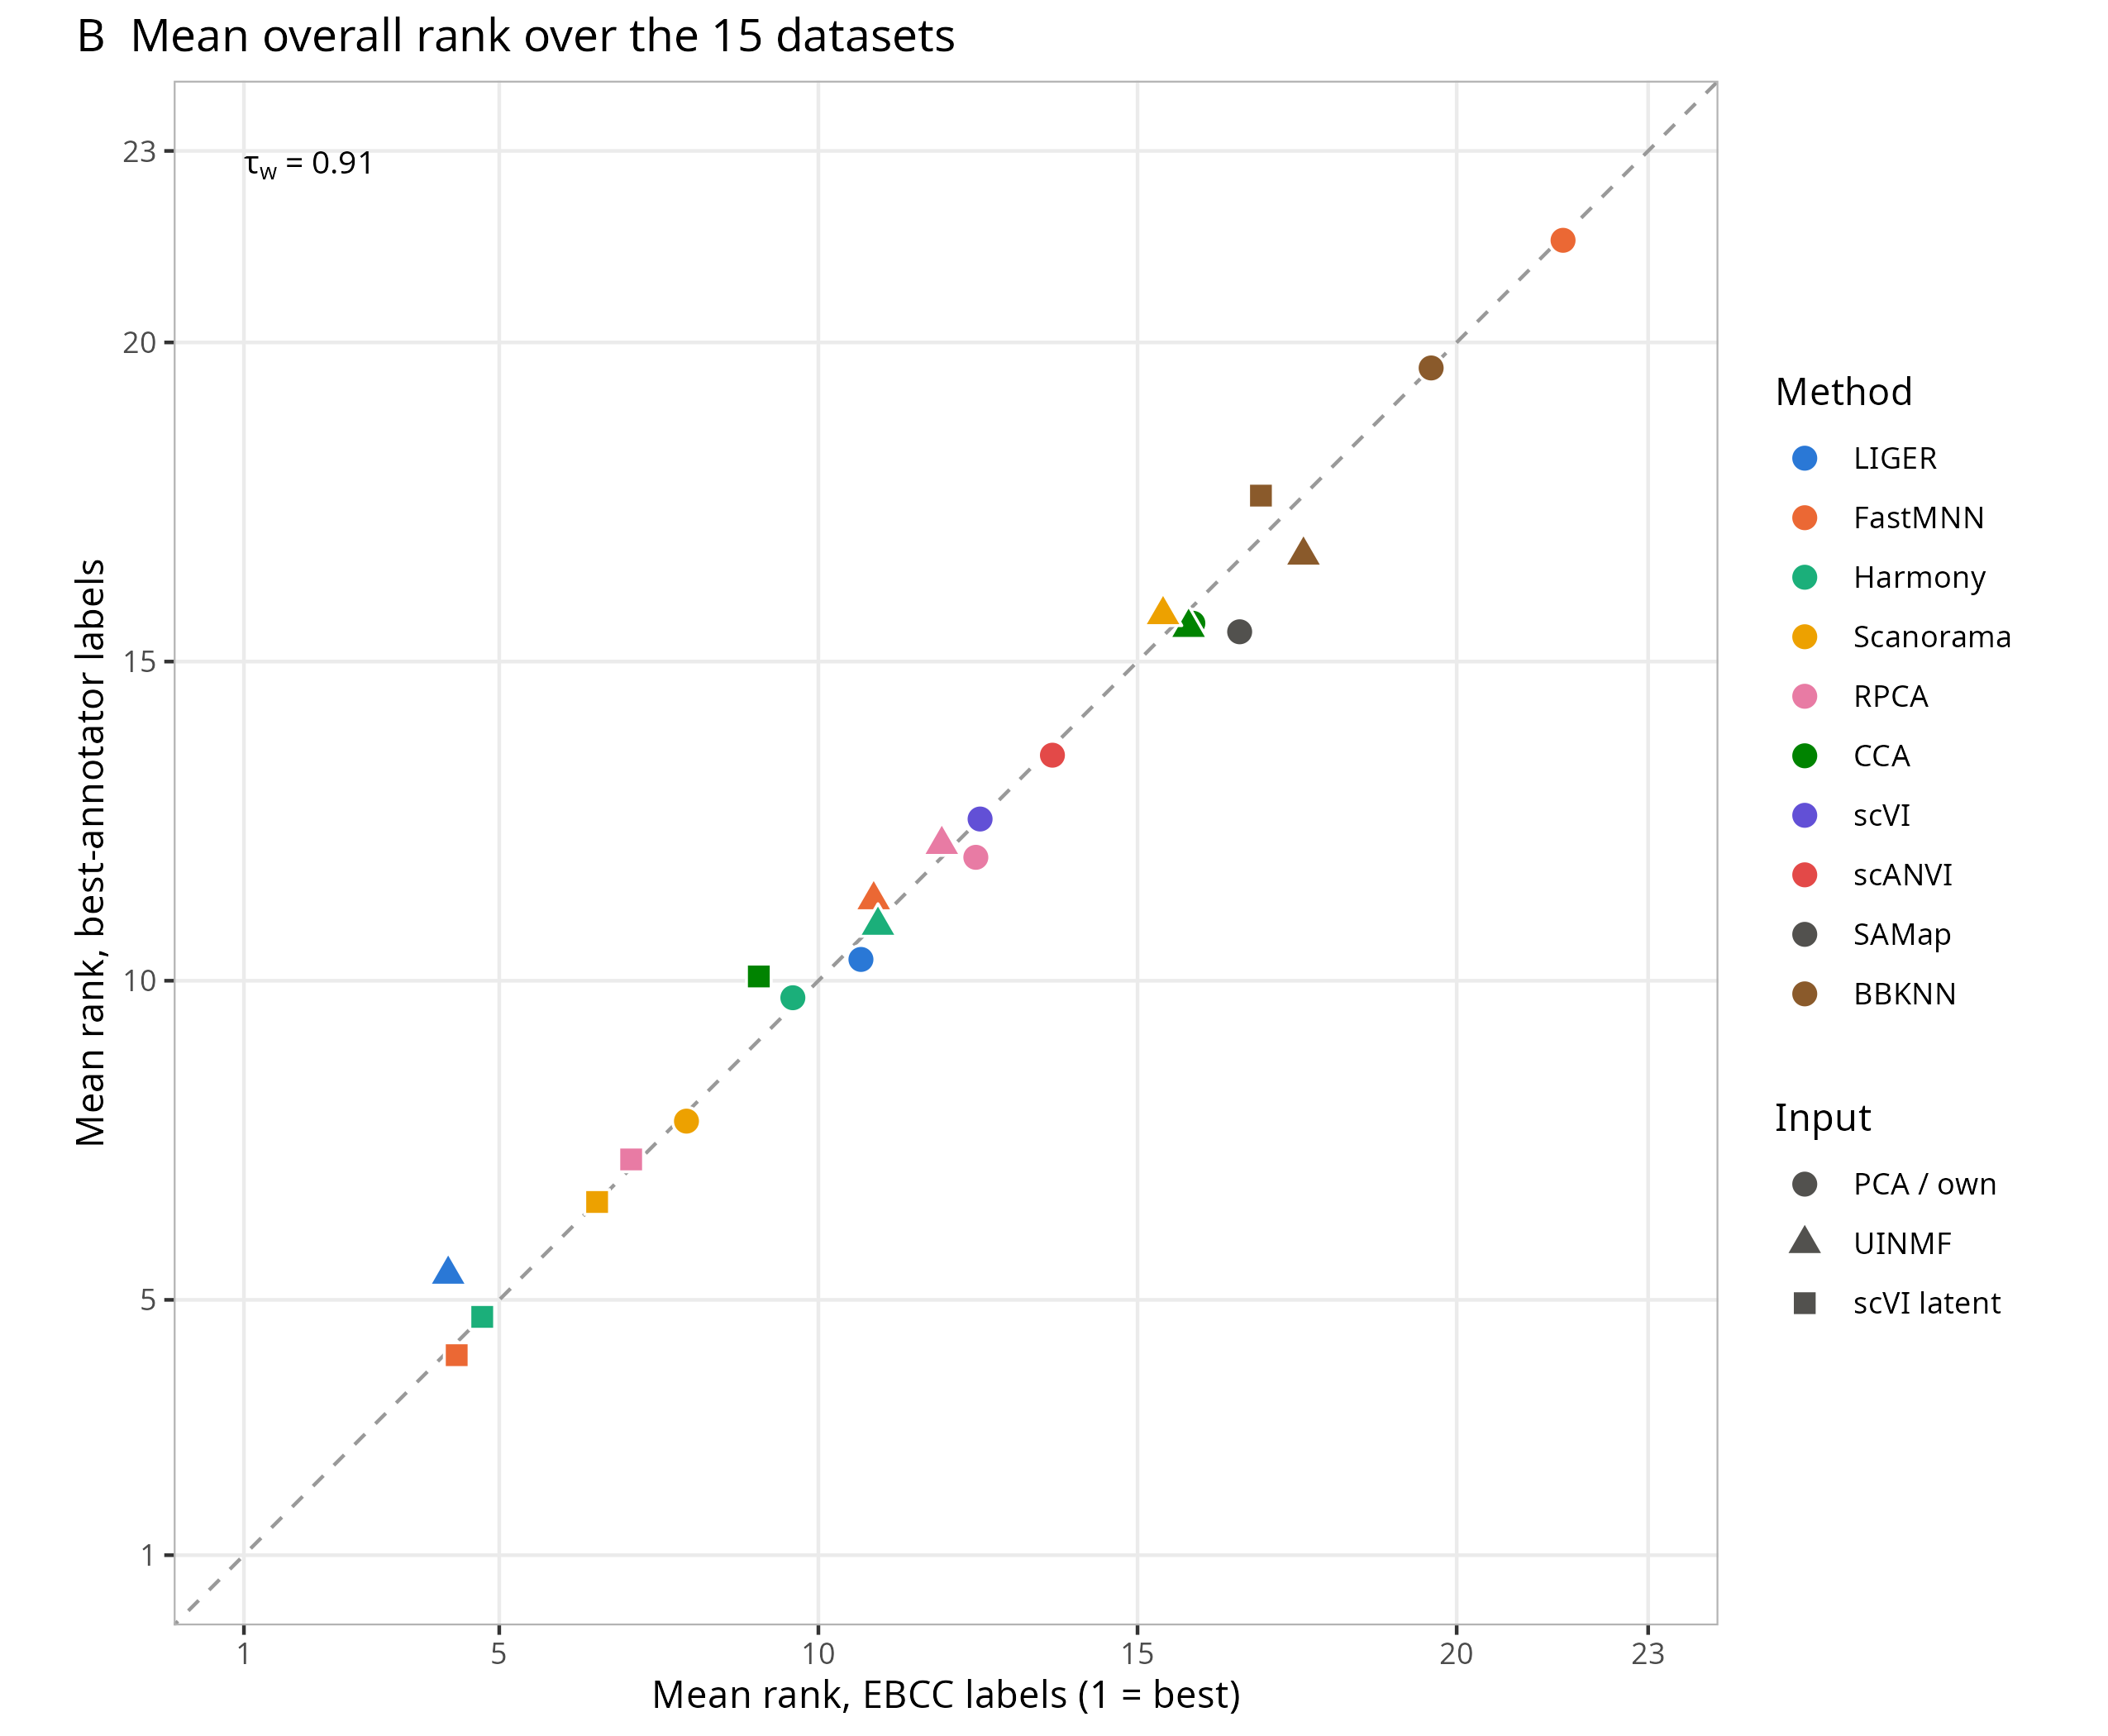 B Mean overall rank over the 15 datasets
τw = 0.91
23
20
15
10
5
1
Mean rank, best-annotator labels
1 5 10 15 20 23
Mean rank, EBCC labels (1 = best)
Method
LIGER
FastMNN
Harmony
Scanorama
RPCA
CCA
scVI
scANVI
SAMap
BBKNN
Input
PCA / own
UINMF
scVI latent